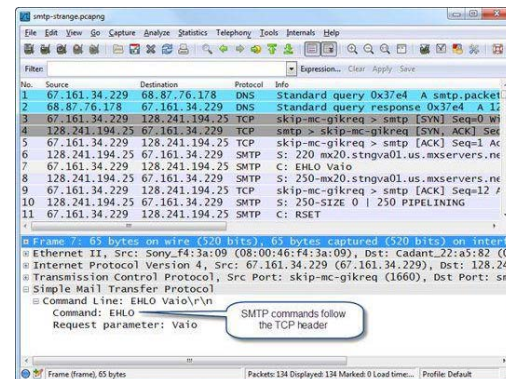 smtp-strange.pcapng
File Edit View Go Capture Analyze Statistics Telephony Tools Internals Help
Filter: Expression... Clear Apply Save
No. Source Destination Protocol Info
1 67.161.34.229 68.87.76.178 DNS Standard query 0x37e4 A smtp.packet
2 68.87.76.178 67.161.34.229 DNS Standard query response 0x37e4 A 12
3 67.161.34.229 128.241.194.25 TCP skip-mc-gikreq > smtp [SYN] Seq=0 Wi
4 128.241.194.25 67.161.34.229 TCP smtp > skip-mc-gikreq [SYN, ACK] Seq
5 67.161.34.229 128.241.194.25 TCP skip-mc-gikreq > smtp [ACK] Seq=1 Ac
6 128.241.194.25 67.161.34.229 SMTP S: 220 mx20.stngva01.us.mxservers.ne
7 67.161.34.229 128.241.194.25 SMTP C: EHLO Vaio
8 128.241.194.25 67.161.34.229 SMTP S: 250-mx20.stngva01.us.mxservers.ne
9 67.161.34.229 128.241.194.25 TCP skip-mc-gikreq > smtp [ACK] Seq=12 A
10 128.241.194.25 67.161.34.229 SMTP S: 250-SIZE 0 | 250 PIPELINING
11 67.161.34.229 128.241.194.25 SMTP C: RSET
Frame 7: 65 bytes on wire (520 bits), 65 bytes captured (520 bits) on inter
Ethernet II, Src: Sony_f4:3a:09 (08:00:46:f4:3a:09), Dst: Cadant_22:a5:82 (0
Internet Protocol Version 4, Src: 67.161.34.229 (67.161.34.229), Dst: 128.24
Transmission Control Protocol, Src Port: skip-mc-gikreq (1660), Dst Port: sm
Simple Mail Transfer Protocol
Command Line: EHLO Vaio\r\n
Command: EHLO
Request parameter: Vaio
SMTP commands follow
the TCP header
Frame (frame), 65 bytes Packets: 134 Displayed: 134 Marked: 0 Load time:... Profile: Default